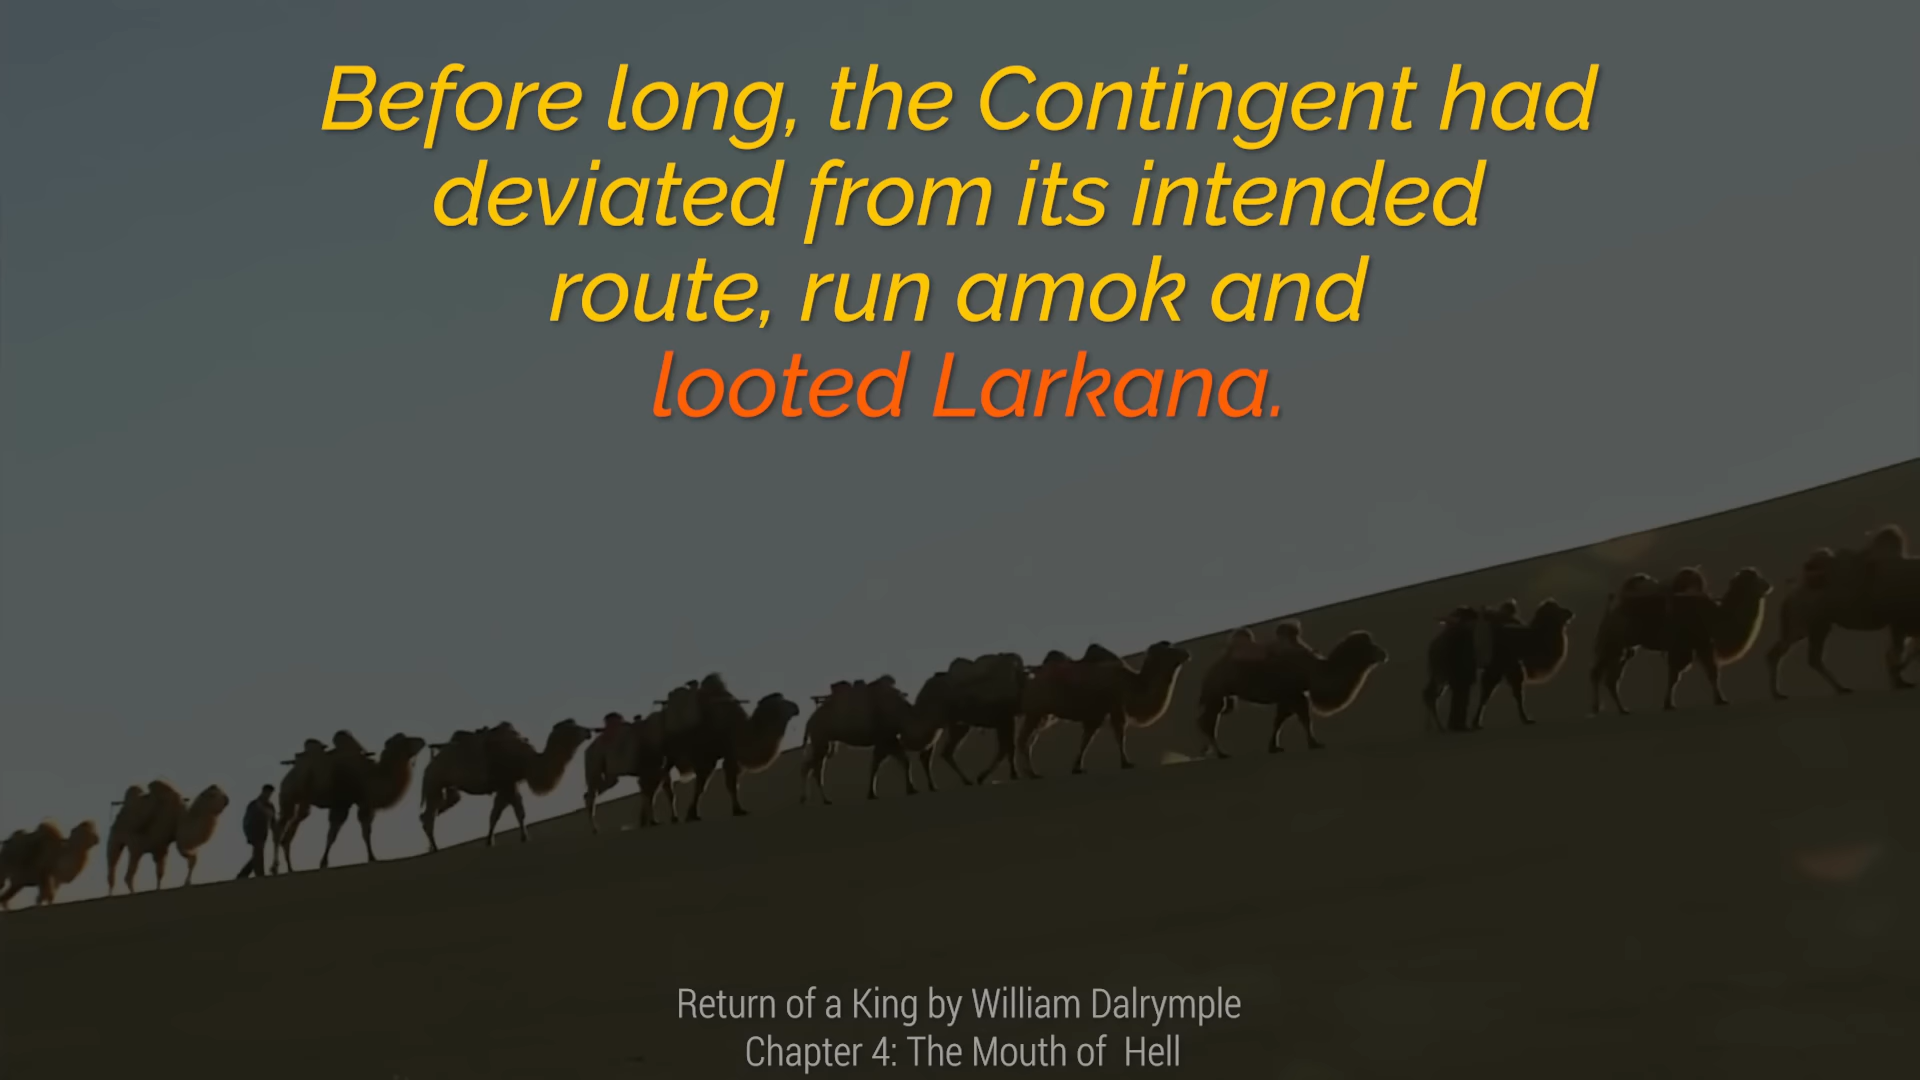 Before long, the Contingent had
deviated from its intended
route, run amok and
looted Larkana.
Return of a King by William Dalrymple
Chapter 4: The Mouth of Hell